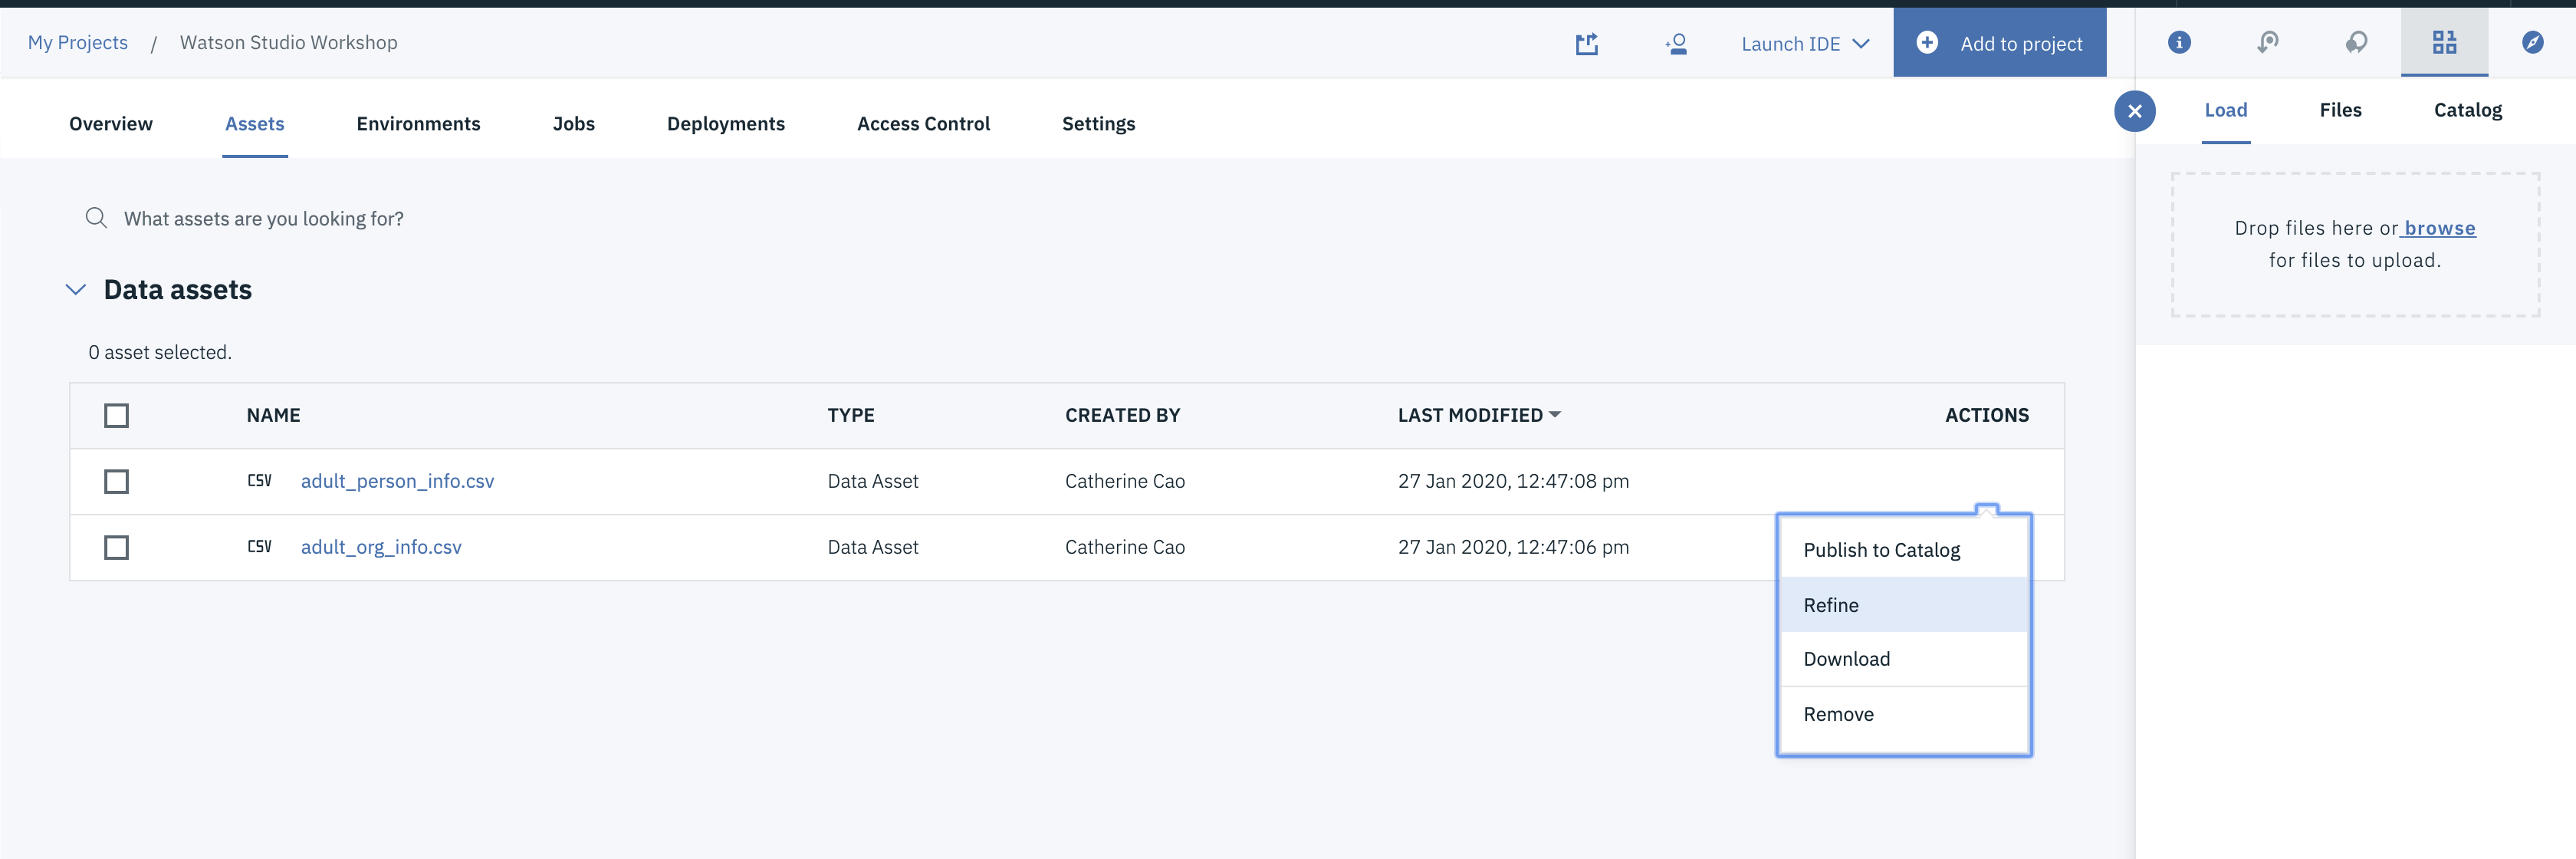 My Projects / Watson Studio Workshop
Launch IDE
Add to project
Overview Assets Environments Jobs Deployments Access Control Settings
Load Files Catalog
What assets are you looking for?
Drop files here or browse
for files to upload.
Data assets
0 asset selected.
NAME TYPE CREATED BY LAST MODIFIED ACTIONS
CSV adult_person_info.csv Data Asset Catherine Cao 27 Jan 2020, 12:47:08 pm
CSV adult_org_info.csv Data Asset Catherine Cao 27 Jan 2020, 12:47:06 pm
Publish to Catalog
Refine
Download
Remove